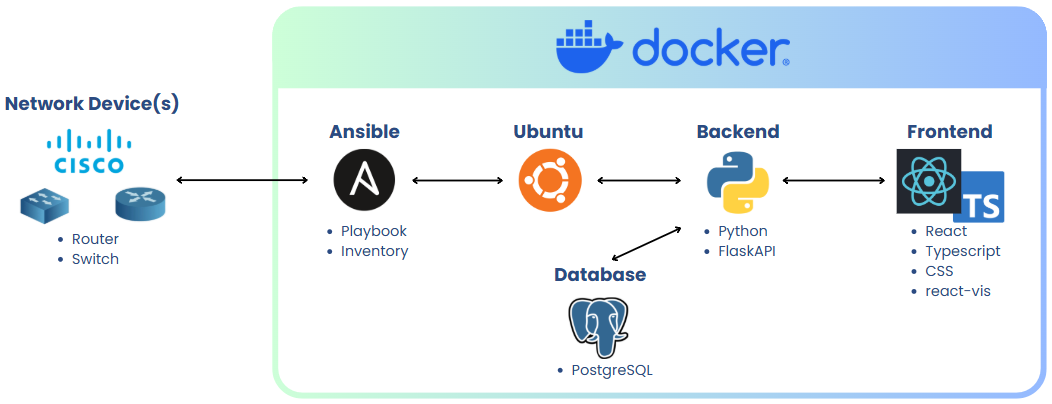 docker
Network Device(s)
CISCO
• Router
• Switch
Ansible
• Playbook
• Inventory
Ubuntu
Backend
• Python
• FlaskAPI
Database
• PostgreSQL
Frontend
TS
• React
• Typescript
• CSS
• react-vis